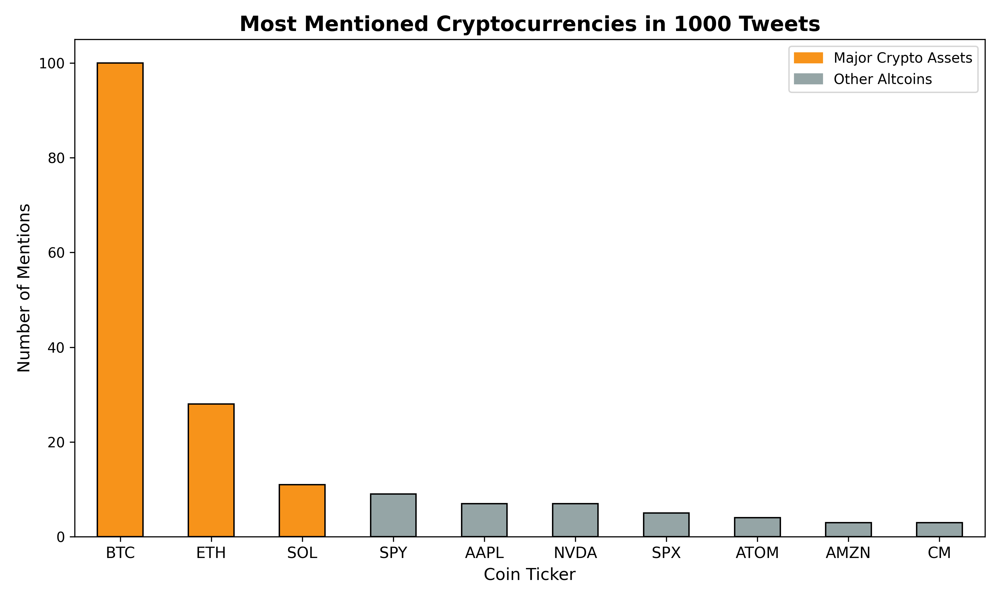 Most Mentioned Cryptocurrencies in 1000 Tweets
Major Crypto Assets
Other Altcoins
Number of Mentions
100
80
60
40
20
0
BTC ETH SOL SPY AAPL NVDA SPX ATOM AMZN CM
Coin Ticker